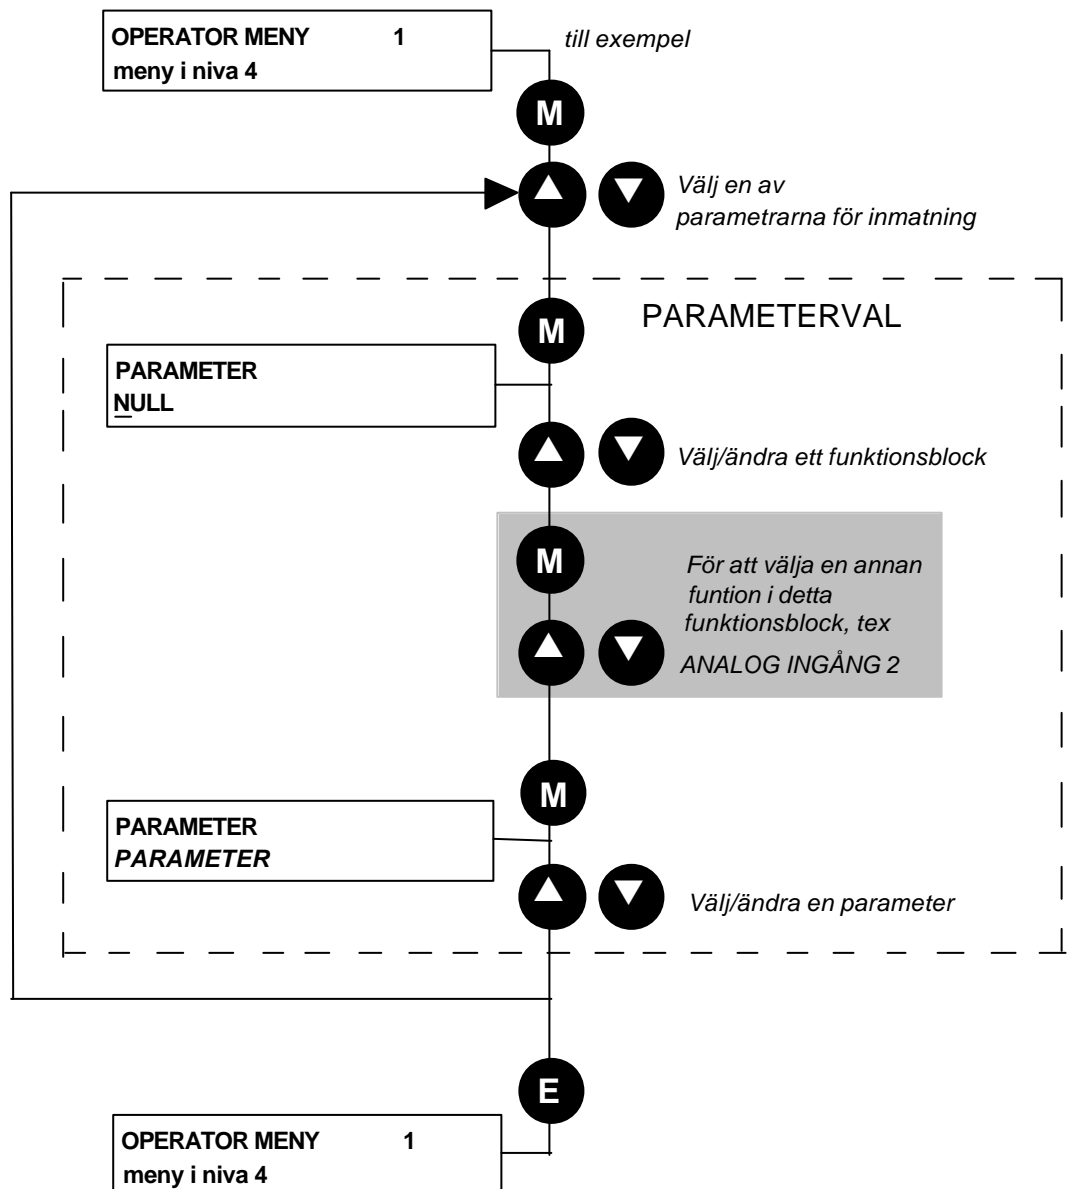 OPERATOR MENY 1
meny i niva 4
till exempel
M
Välj en av
parametrarna för inmatning
PARAMETERVAL
M
PARAMETER
NULL
Välj/ändra ett funktionsblock
M
För att välja en annan
funtion i detta
funktionsblock, tex
ANALOG INGÅNG 2
M
PARAMETER
PARAMETER
Välj/ändra en parameter
E
OPERATOR MENY 1
meny i niva 4